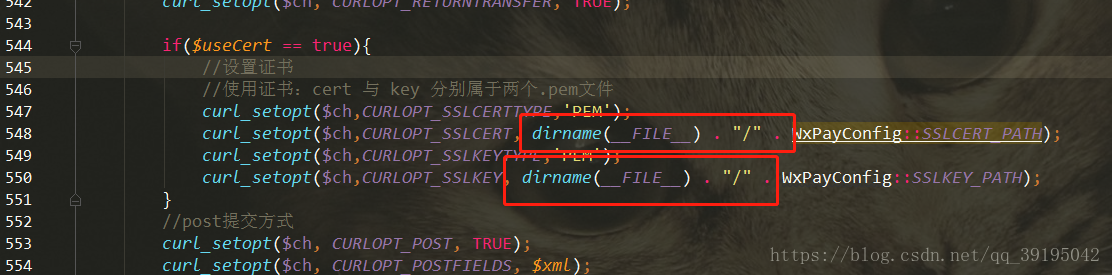 542 curl_setopt($ch, CURLOPT_RETURNTRANSFER, TRUE);
543
544 if($useCert == true){
545 //设置证书
546 //使用证书：cert 与 key 分别属于两个.pem文件
547 curl_setopt($ch,CURLOPT_SSLCERTTYPE,'PEM');
548 curl_setopt($ch,CURLOPT_SSLCERT, dirname(__FILE__) . "/" . WxPayConfig::SSLCERT_PATH);
549 curl_setopt($ch,CURLOPT_SSLKEYTYPE,'PEM');
550 curl_setopt($ch,CURLOPT_SSLKEY, dirname(__FILE__) . "/" . WxPayConfig::SSLKEY_PATH);
551 }
552 //post提交方式
553 curl_setopt($ch, CURLOPT_POST, TRUE);
554 curl_setopt($ch, CURLOPT_POSTFIELDS, $xml);
https://blog.csdn.net/qq_39195042